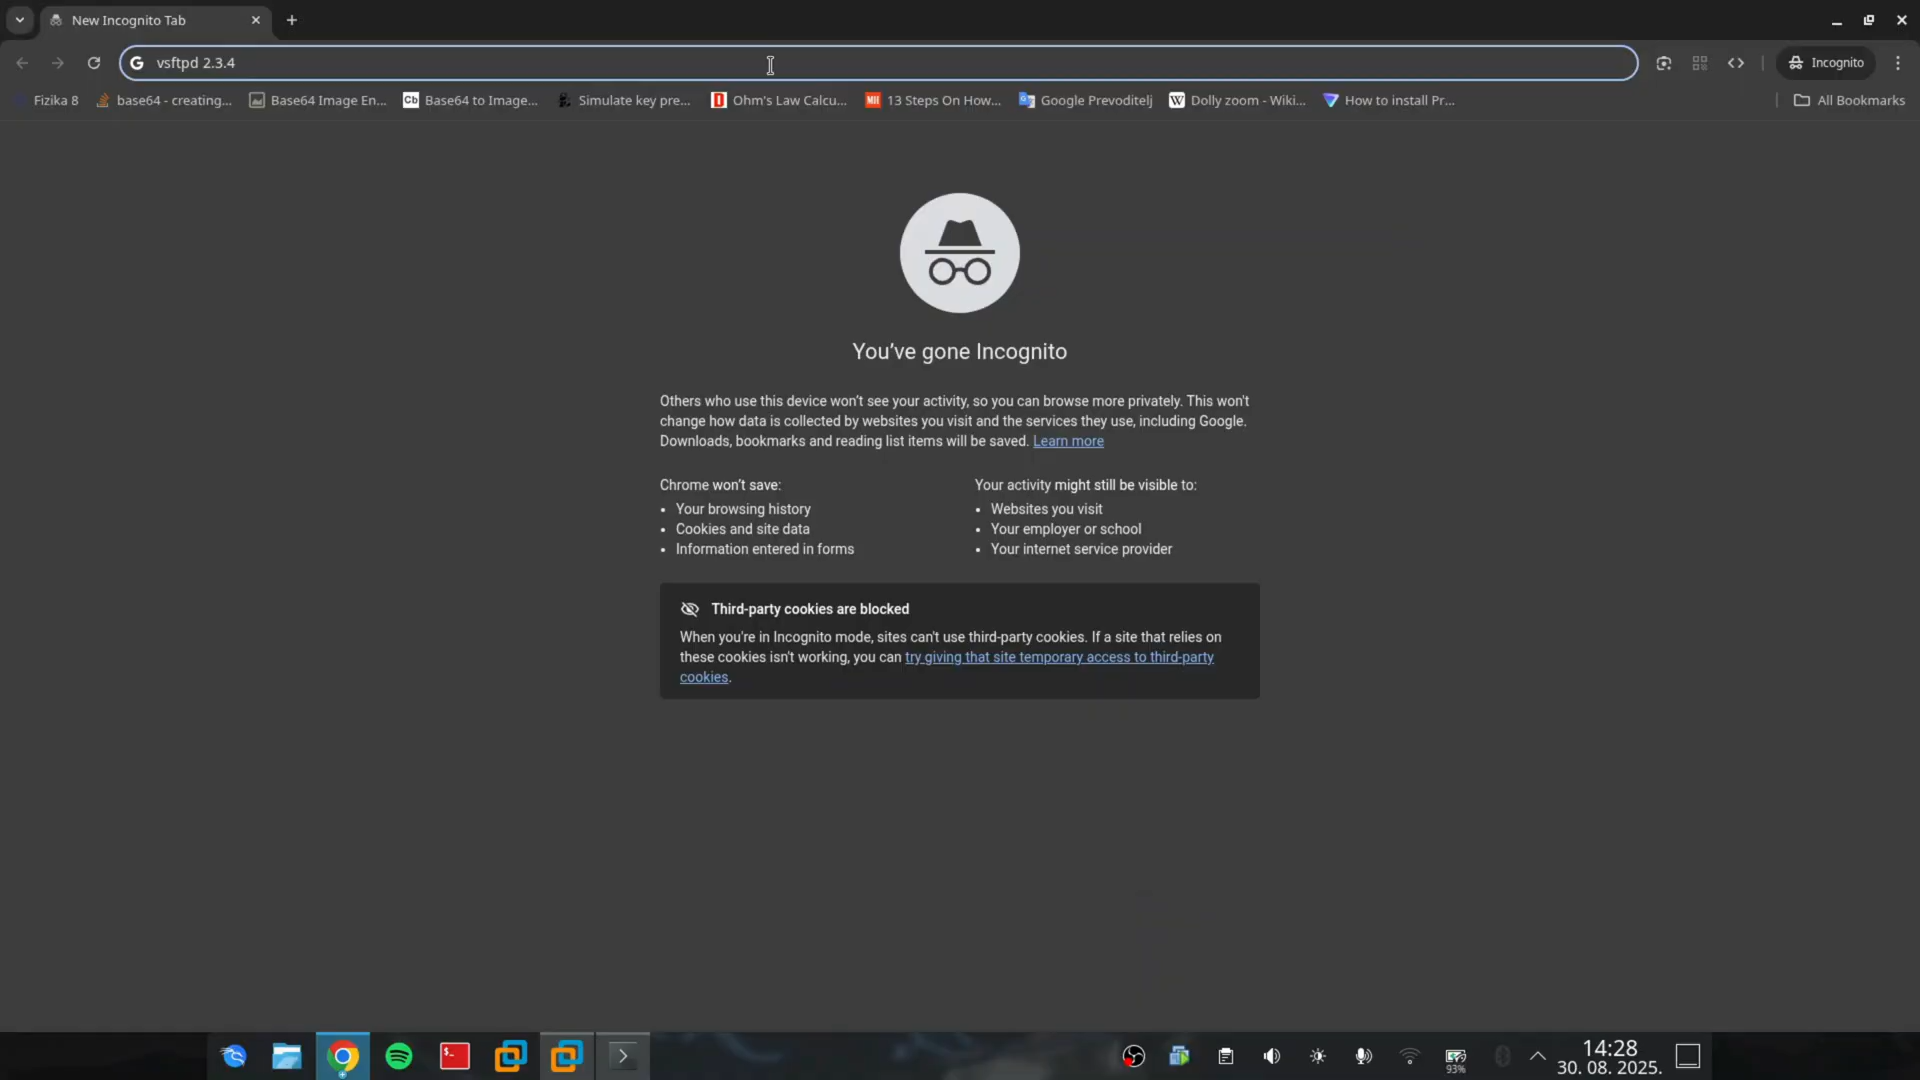 New Incognito Tab
vsftpd 2.3.4
Incognito
Fizika 8
base64 - creating...
Base64 Image En...
Cb
Base64 to Image...
Simulate key pre...
Ohm's Law Calcu...
13 Steps On How...
Google Prevoditelj
W
Dolly zoom - Wiki...
How to install Pr...
All Bookmarks
You've gone Incognito
Others who use this device won't see your activity, so you can browse more privately. This won't
change how data is collected by websites you visit and the services they use, including Google.
Downloads, bookmarks and reading list items will be saved. Learn more
Chrome won't save:
• Your browsing history
• Cookies and site data
• Information entered in forms
Your activity might still be visible to:
• Websites you visit
• Your employer or school
• Your internet service provider
Third-party cookies are blocked
When you're in Incognito mode, sites can't use third-party cookies. If a site that relies on
these cookies isn't working, you can try giving that site temporary access to third-party
cookies.
93%
14:28
30. 08. 2025.